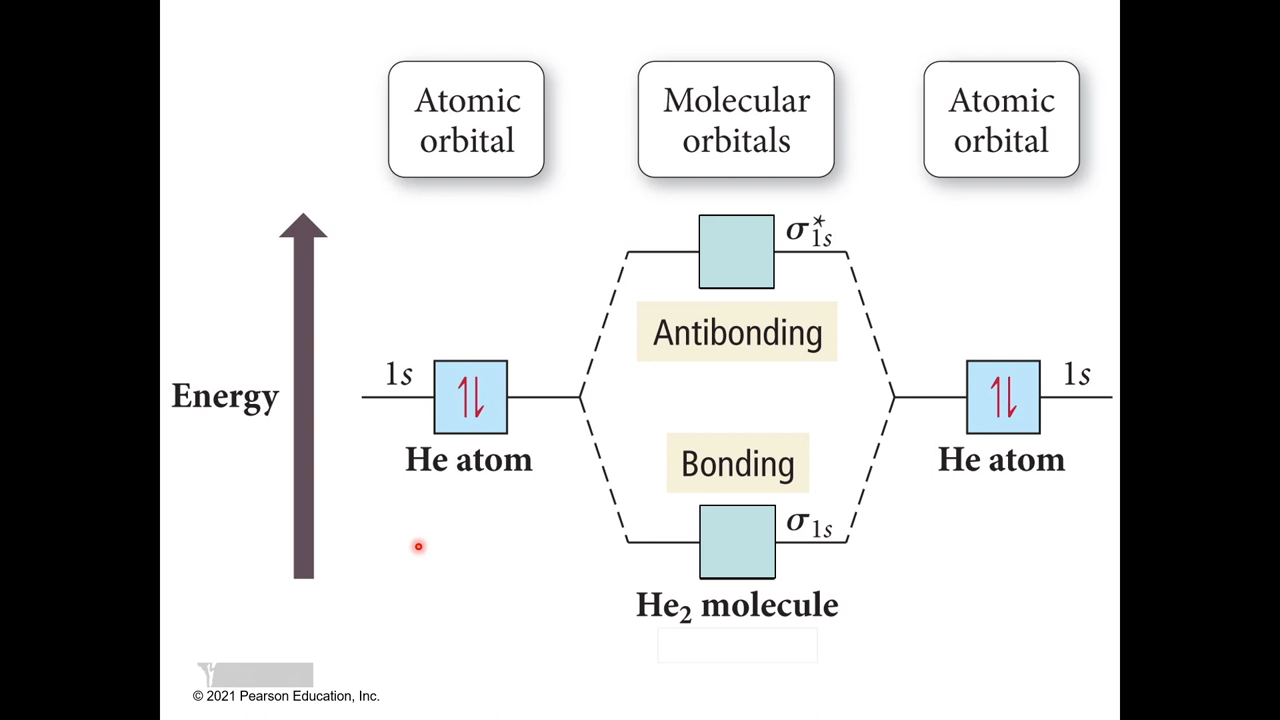 Atomic
orbital
Molecular
orbitals
Atomic
orbital
σ*1s
Antibonding
Energy
1s
↿⇂
He atom
↿⇂
1s
He atom
Bonding
σ1s
He₂ molecule
© 2021 Pearson Education, Inc.